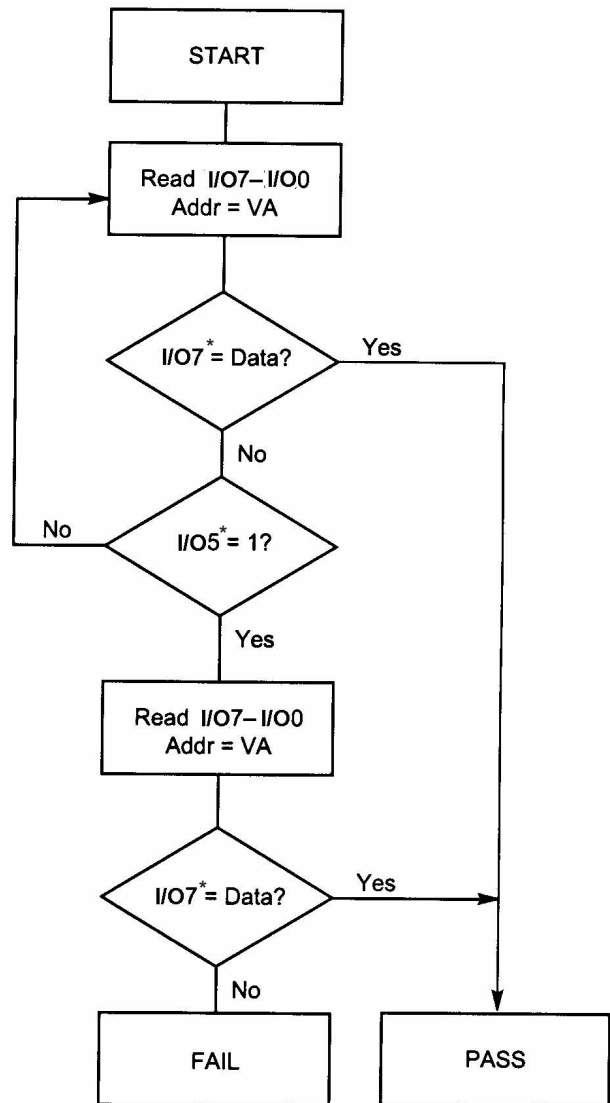 START
Read I/O7–I/O0
Addr = VA
I/O7* = Data?
Yes
No
I/O5* = 1?
No
Yes
Read I/O7–I/O0
Addr = VA
I/O7* = Data?
Yes
No
FAIL
PASS